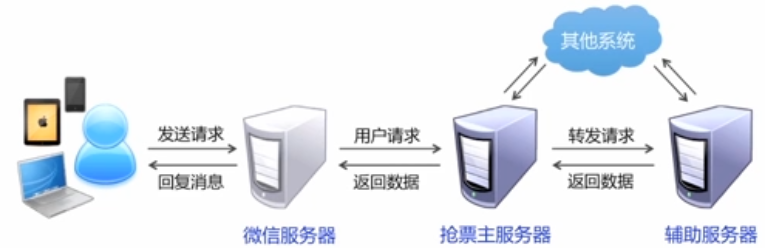 其他系统
发送请求
用户请求
转发请求
回复消息
返回数据
返回数据
微信服务器
抢票主服务器
辅助服务器